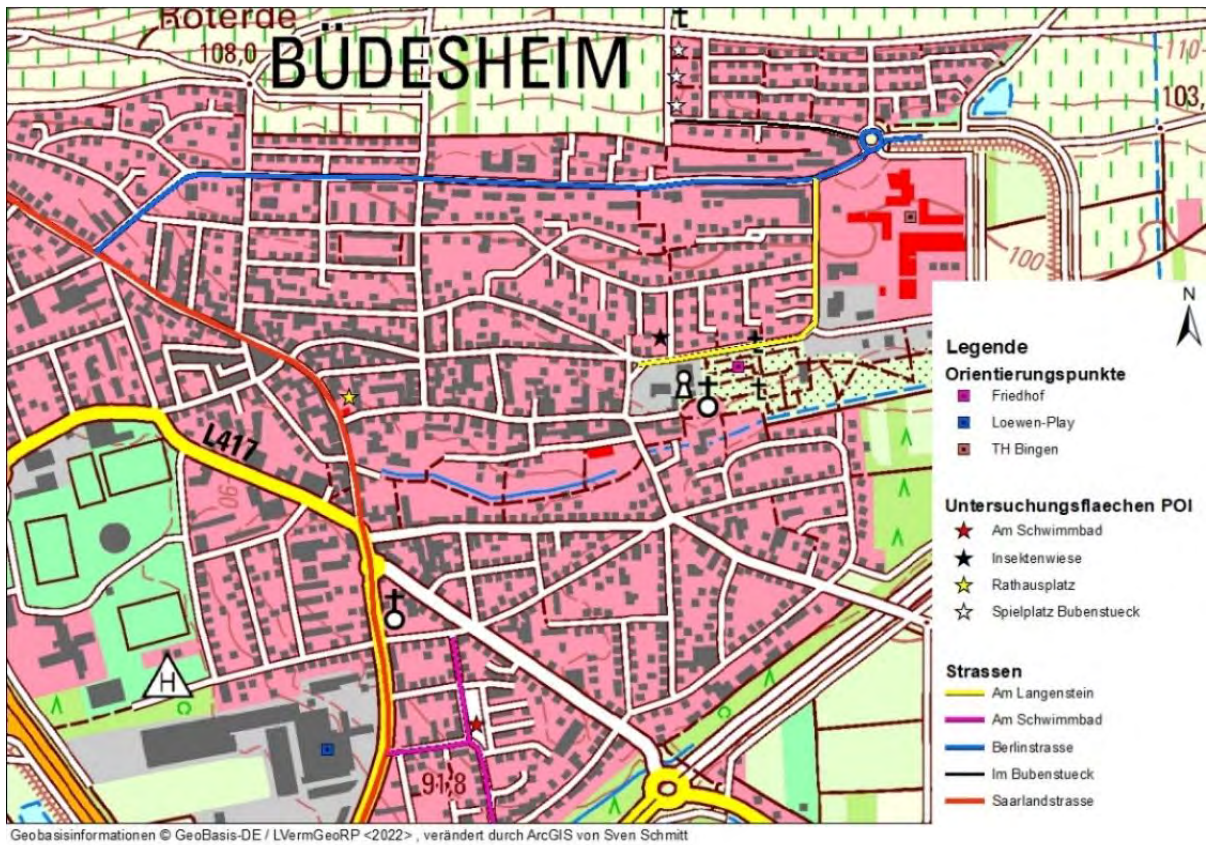 Roterde
108,0
BÜDESHEIM
110
103,
100
L417
90
H
91,8
N
Legende
Orientierungspunkte
Friedhof
Loewen-Play
TH Bingen
Untersuchungsflaechen POI
Am Schwimmbad
Insektenwiese
Rathausplatz
Spielplatz Bubenstueck
Strassen
Am Langenstein
Am Schwimmbad
Berlinstrasse
Im Bubenstueck
Saarlandstrasse
Geobasisinformationen © GeoBasis-DE / LVermGeoRP <2022> , verändert durch ArcGIS von Sven Schmitt